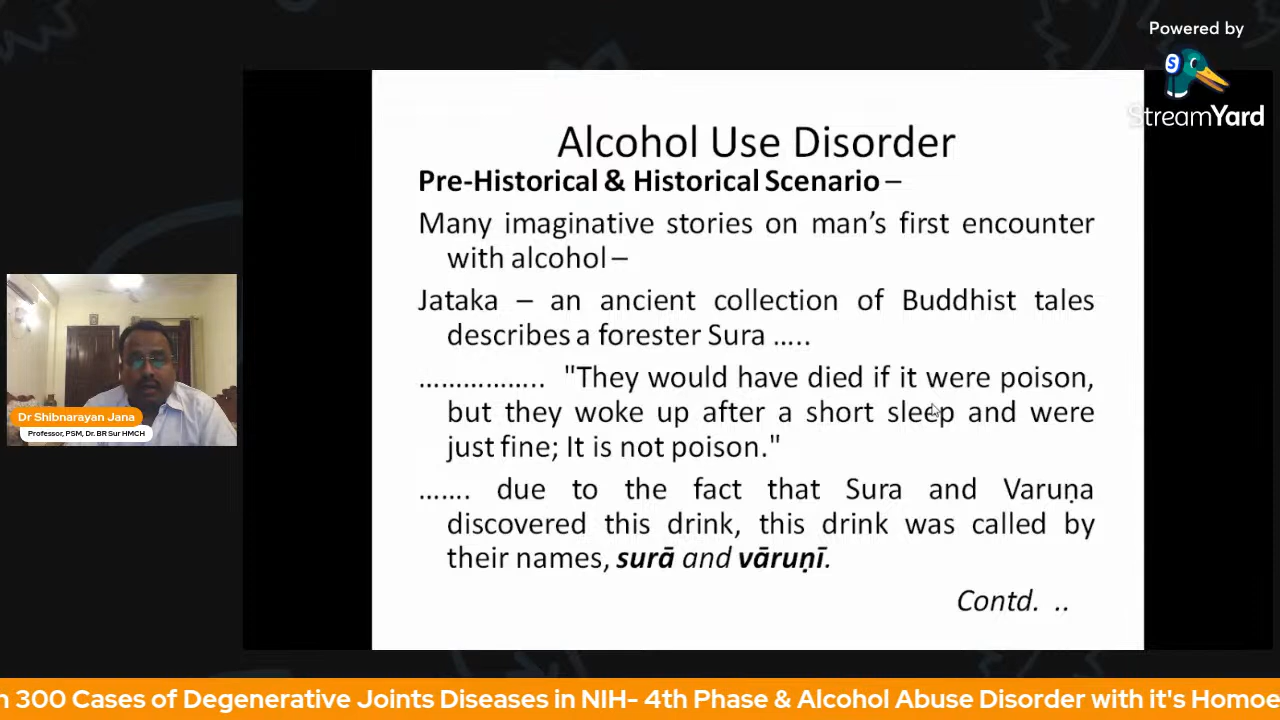 Powered by
StreamYard
Alcohol Use Disorder
Pre-Historical & Historical Scenario –
Many imaginative stories on man’s first encounter
with alcohol –
Jataka – an ancient collection of Buddhist tales
describes a forester Sura …..
…………….. "They would have died if it were poison,
but they woke up after a short sleep and were
just fine; It is not poison."
……. due to the fact that Sura and Varuṇa
discovered this drink, this drink was called by
their names, surā and vāruṇī.
Contd. ..
Dr Shibnarayan Jana
Professor, PSM, Dr. BR Sur HMCH
n 300 Cases of Degenerative Joints Diseases in NIH- 4th Phase & Alcohol Abuse Disorder with it's Homoe